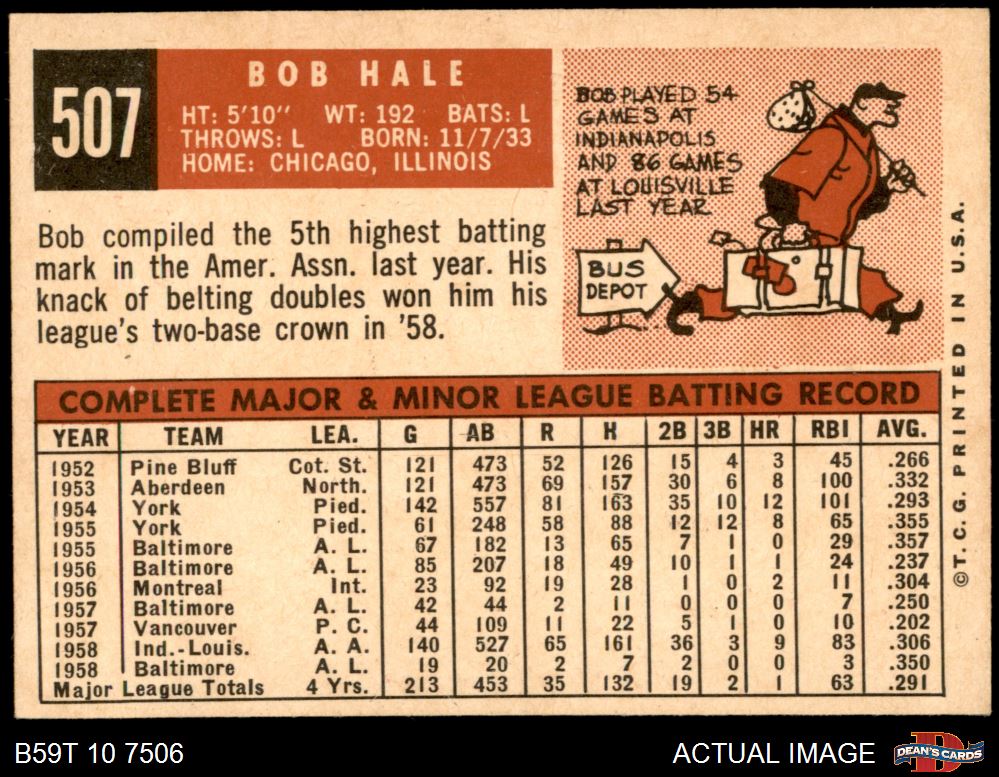 507
BOB HALE
HT: 5'10" WT: 192 BATS: L
THROWS: L BORN: 11/7/33
HOME: CHICAGO, ILLINOIS
BOB PLAYED 54
GAMES AT
INDIANAPOLIS
AND 86 GAMES
AT LOUISVILLE
LAST YEAR
BUS
DEPOT
Bob compiled the 5th highest batting
mark in the Amer. Assn. last year. His
knack of belting doubles won him his
league's two-base crown in '58.
COMPLETE MAJOR & MINOR LEAGUE BATTING RECORD
YEAR TEAM LEA. G AB R H 2B 3B HR RBI AVG.
1952 Pine Bluff Cot. St. 121 473 52 126 15 4 3 45 .266
1953 Aberdeen North. 121 473 69 157 30 6 8 100 .332
1954 York Pied. 142 557 81 163 35 10 12 101 .293
1955 York Pied. 61 248 58 88 12 12 8 65 .355
1955 Baltimore A. L. 67 182 13 65 7 1 0 29 .357
1956 Baltimore A. L. 85 207 18 49 10 1 1 24 .237
1956 Montreal Int. 23 92 19 28 1 0 2 11 .304
1957 Baltimore A. L. 42 44 2 11 0 0 0 7 .250
1957 Vancouver P. C. 44 109 11 22 5 1 0 10 .202
1958 Ind.-Louis. A. A. 140 527 65 161 36 3 9 83 .306
1958 Baltimore A. L. 19 20 2 7 2 0 0 3 .350
Major League Totals 4 Yrs. 213 453 35 132 19 2 1 63 .291
©T. C. G. PRINTED IN U.S.A.
B59T 10 7506
ACTUAL IMAGE
D
DEAN'S CARDS